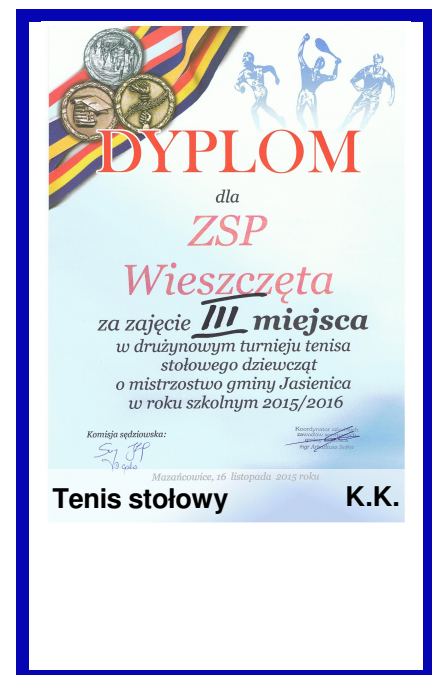 DYPLOM
dla
ZSP
Wieszczęta
za zajęcie III miejsca
w drużynowym turnieju tenisa
stołowego dziewcząt
o mistrzostwo gminy Jasienica
w roku szkolnym 2015/2016
Komisja sędziowska:
Koordynator
Mazańcowice, 16 listopada 2015 roku
Tenis stołowy
K.K.